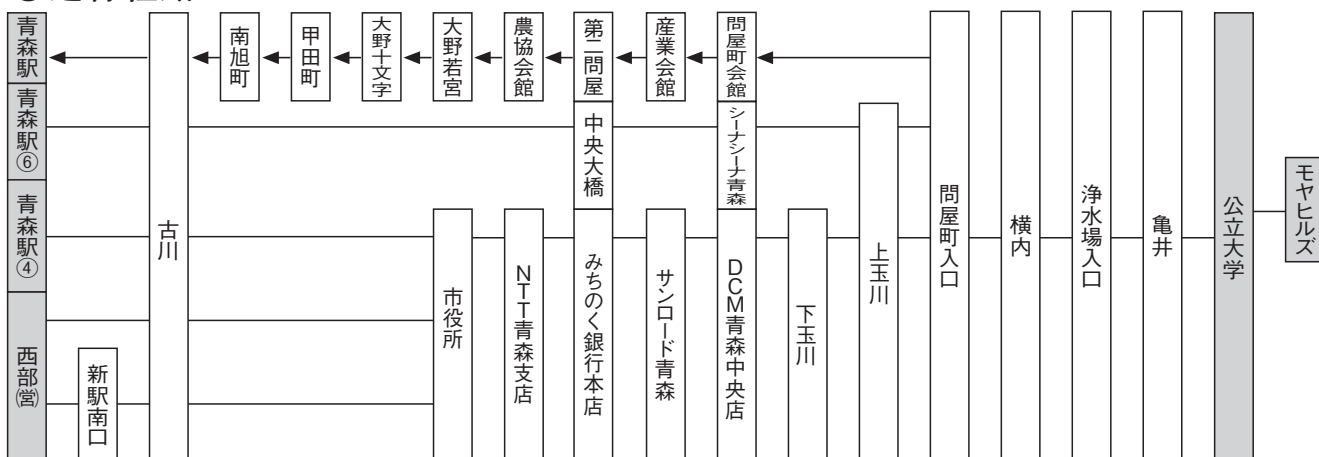 青森駅
青森駅⑥
青森駅④
西部(営)
新駅南口
古川
南旭町
甲田町
大野十文字
大野若宮
農協会館
第二問屋
産業会館
問屋町会館
中央大橋
シーナシーナ青森
市役所
NTT青森支店
みちのく銀行本店
サンロード青森
DCM青森中央店
下玉川
上玉川
問屋町入口
横内
浄水場入口
亀井
公立大学
モヤヒルズ